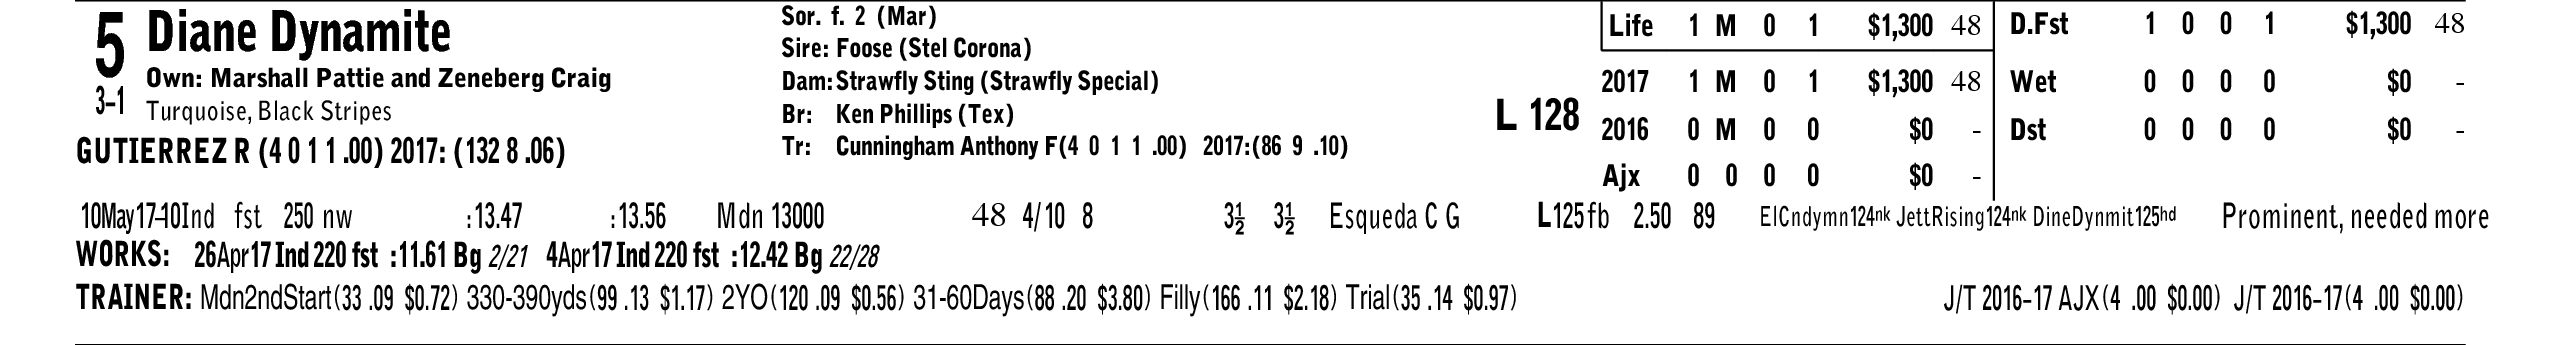 5 Diane Dynamite
Own: Marshall Pattie and Zeneberg Craig
3-1 Turquoise, Black Stripes
GUTIERREZ R (4 0 1 1 .00) 2017: (132 8 .06)
Sor. f. 2 (Mar)
Sire: Foose (Stel Corona)
Dam: Strawfly Sting (Strawfly Special)
Br: Ken Phillips (Tex)
Tr: Cunningham Anthony F(4 0 1 1 .00) 2017:(86 9 .10)
L 128
Life 1 M 0 1 $1,300 48
2017 1 M 0 1 $1,300 48
2016 0 M 0 0 $0 -
Ajx 0 0 0 0 $0 -
D.Fst 1 0 0 1 $1,300 48
Wet 0 0 0 0 $0 -
Dst 0 0 0 0 $0 -
10May17-10Ind fst 250 nw :13.47 :13.56 Mdn 13000 48 4/10 8 3½ 3½ Esqueda C G L125fb 2.50 89 ElCndymn124nk JettRising124nk DineDynmit125hd Prominent, needed more
WORKS: 26Apr17 Ind 220 fst :11.61 Bg 2/21 4Apr17 Ind 220 fst :12.42 Bg 22/28
TRAINER: Mdn2ndStart(33 .09 $0.72) 330-390yds(99 .13 $1.17) 2YO(120 .09 $0.56) 31-60Days(88 .20 $3.80) Filly(166 .11 $2.18) Trial(35 .14 $0.97) J/T 2016-17 AJX(4 .00 $0.00) J/T 2016-17(4 .00 $0.00)